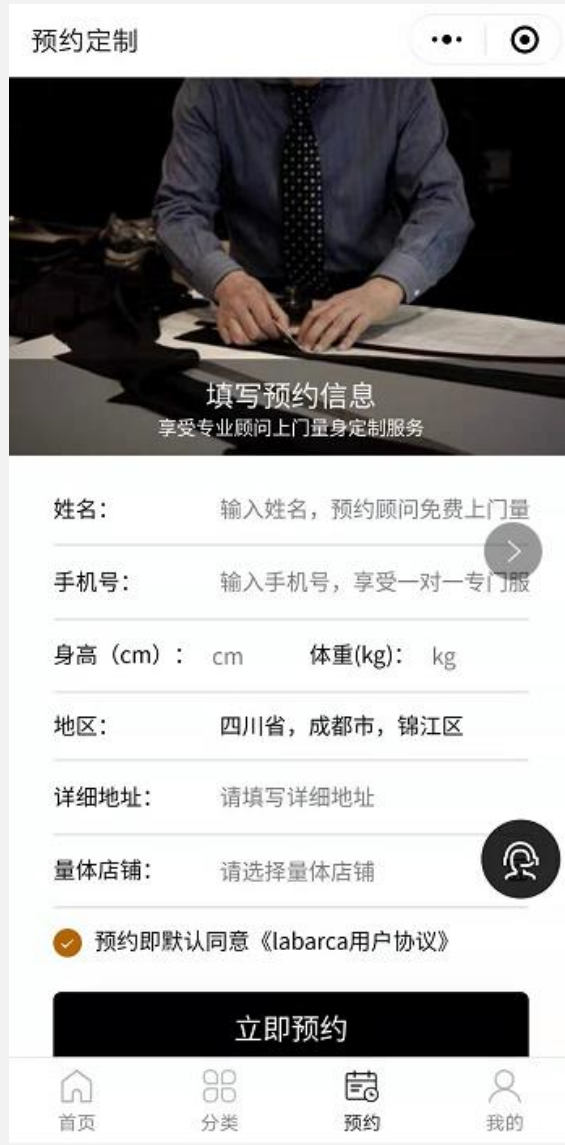 预约定制
填写预约信息
享受专业顾问上门量身定制服务
姓名： 输入姓名，预约顾问免费上门量
手机号： 输入手机号，享受一对一专门服
身高（cm）： cm 体重(kg)： kg
地区： 四川省，成都市，锦江区
详细地址： 请填写详细地址
量体店铺： 请选择量体店铺
预约即默认同意《labarca用户协议》
立即预约
首页 分类 预约 我的